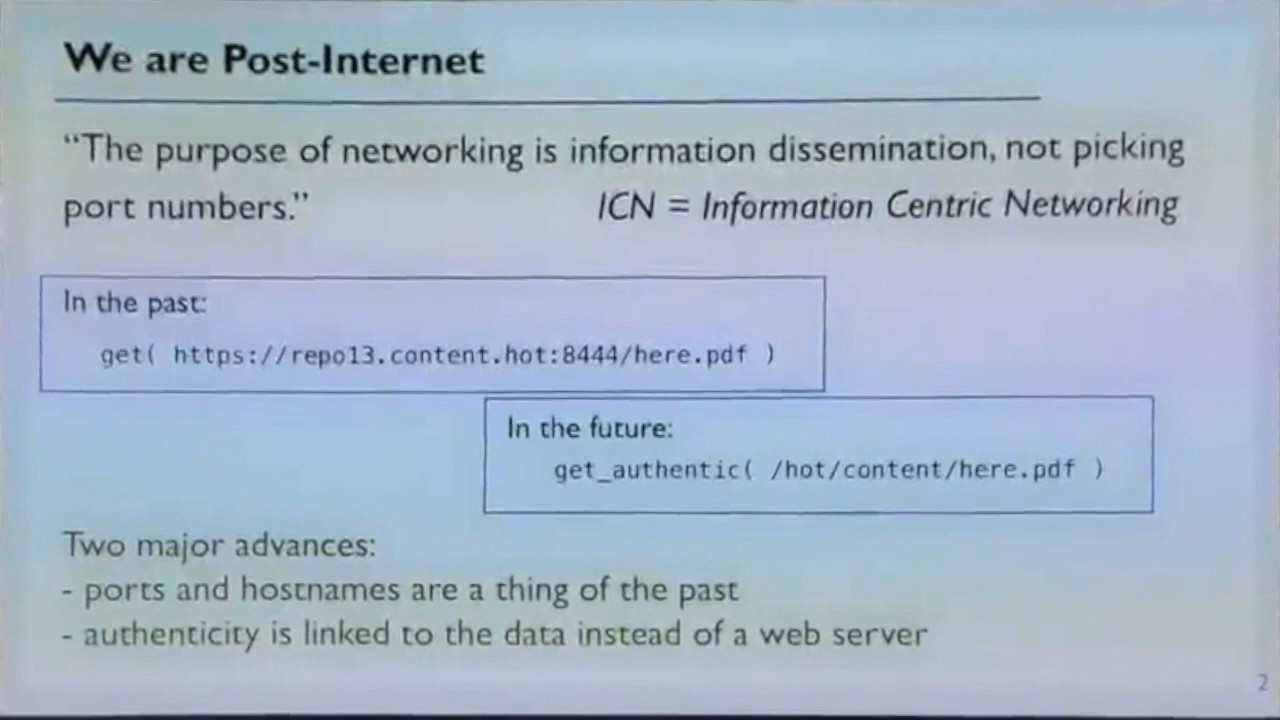 We are Post-Internet
“The purpose of networking is information dissemination, not picking
port numbers.” ICN = Information Centric Networking
In the past:
get( https://repo13.content.hot:8444/here.pdf )
In the future:
get_authentic( /hot/content/here.pdf )
Two major advances:
- ports and hostnames are a thing of the past
- authenticity is linked to the data instead of a web server
2